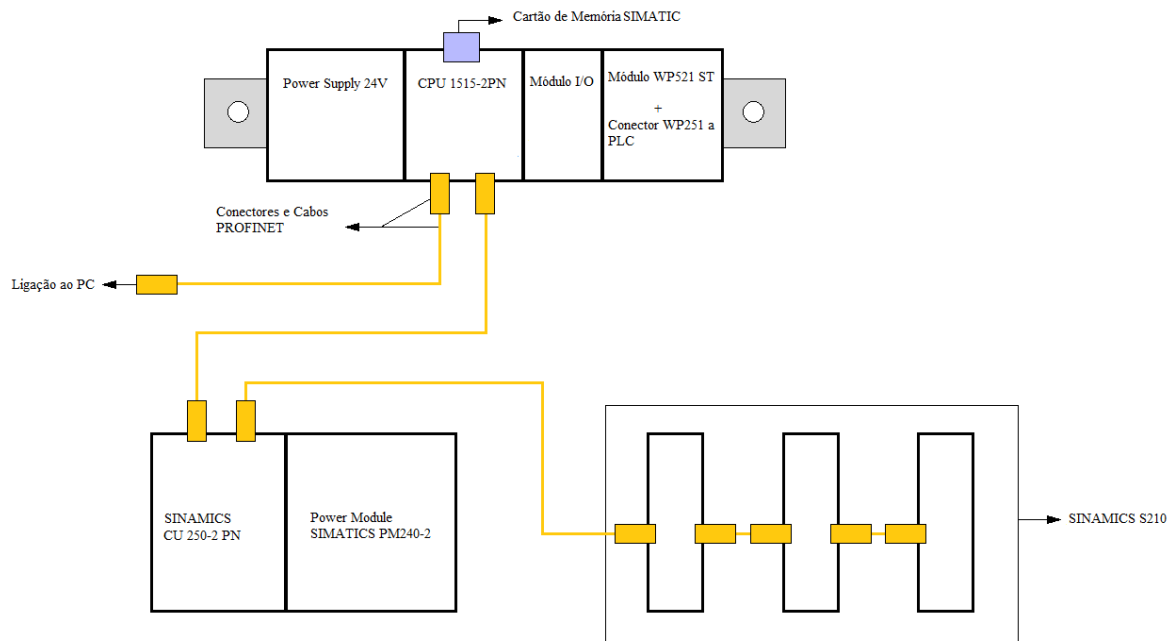 Cartão de Memória SIMATIC
Power Supply 24V
CPU 1515-2PN
Módulo I/O
Módulo WP521 ST
+
Conector WP251 a
PLC
Conectores e Cabos
PROFINET
Ligação ao PC
SINAMICS
CU 250-2 PN
Power Module
SIMATICS PM240-2
SINAMICS S210